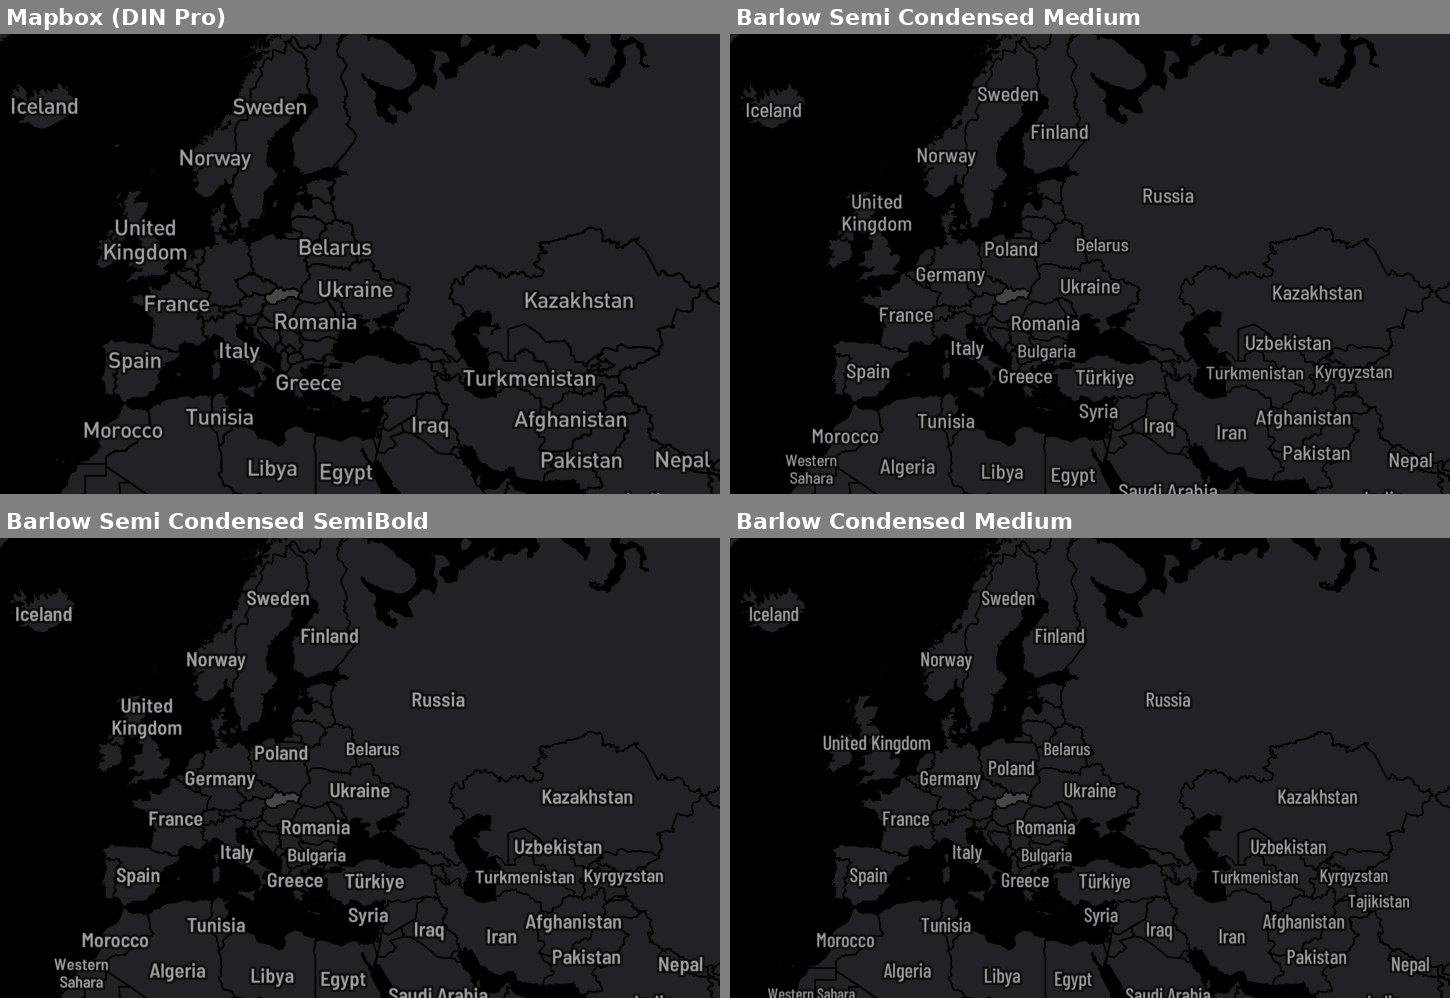 Mapbox (DIN Pro)
Iceland
Sweden
Norway
United
Kingdom
Belarus
Ukraine
France
Kazakhstan
Romania
Italy
Spain
Turkmenistan
Greece
Tunisia
Afghanistan
Iraq
Morocco
Pakistan
Nepal
Libya
Egypt
Barlow Semi Condensed Medium
Sweden
Iceland
Finland
Norway
Russia
United
Kingdom
Belarus
Poland
Germany
Ukraine
Kazakhstan
France
Romania
Uzbekistan
Italy
Bulgaria
Spain
Kyrgyzstan
Turkmenistan
Greece
Türkiye
Syria
Afghanistan
Tunisia
Iraq
Iran
Morocco
Pakistan
Western
Sahara
Nepal
Algeria
Libya
Egypt
Saudi Arabia
Barlow Semi Condensed SemiBold
Sweden
Iceland
Finland
Norway
Russia
United
Kingdom
Belarus
Poland
Germany
Ukraine
Kazakhstan
France
Romania
Uzbekistan
Italy
Bulgaria
Spain
Kyrgyzstan
Turkmenistan
Greece
Türkiye
Syria
Afghanistan
Tunisia
Iraq
Iran
Morocco
Pakistan
Western
Sahara
Nepal
Algeria
Libya
Egypt
Saudi Arabia
Barlow Condensed Medium
Sweden
Iceland
Finland
Norway
Russia
United Kingdom
Belarus
Poland
Germany
Ukraine
Kazakhstan
France
Romania
Uzbekistan
Italy
Bulgaria
Spain
Kyrgyzstan
Turkmenistan
Greece
Türkiye
Tajikistan
Syria
Afghanistan
Tunisia
Iraq
Iran
Morocco
Pakistan
Nepal
Algeria
Libya
Egypt
Western Sahara
Saudi Arabia